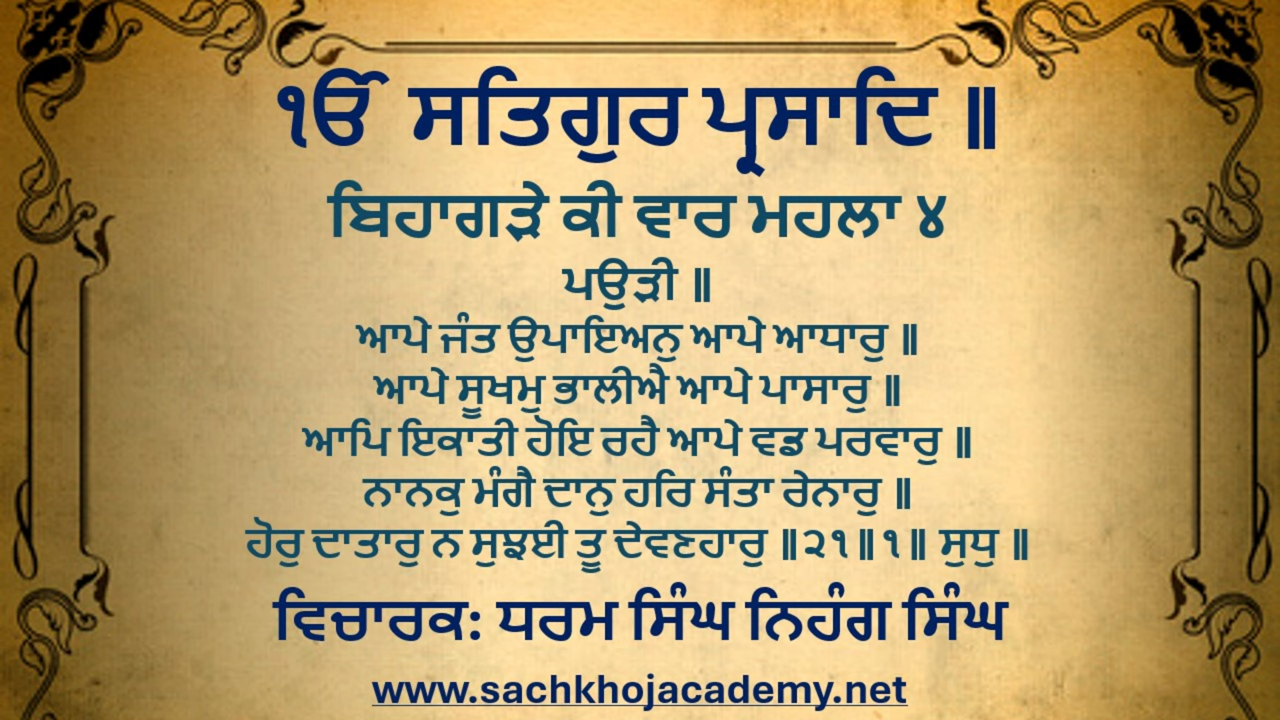 ੴ ਸਤਿਗੁਰ ਪ੍ਰਸਾਦਿ ॥
ਬਿਹਾਗੜੇ ਕੀ ਵਾਰ ਮਹਲਾ ੪
ਪਉੜੀ ॥
ਆਪੇ ਜੰਤ ਉਪਾਇਅਨੁ ਆਪੇ ਆਧਾਰੁ ॥
ਆਪੇ ਸੂਖਮੁ ਭਾਲੀਐ ਆਪੇ ਪਾਸਾਰੁ ॥
ਆਪਿ ਇਕਾਤੀ ਹੋਇ ਰਹੈ ਆਪੇ ਵਡ ਪਰਵਾਰੁ ॥
ਨਾਨਕੁ ਮੰਗੈ ਦਾਨੁ ਹਰਿ ਸੰਤਾ ਰੇਨਾਰੁ ॥
ਹੋਰੁ ਦਾਤਾਰੁ ਨ ਸੁਝਈ ਤੂ ਦੇਵਣਹਾਰੁ ॥੨੧॥੧॥ ਸੁਧੁ ॥
ਵਿਚਾਰਕ: ਧਰਮ ਸਿੰਘ ਨਿਹੰਗ ਸਿੰਘ
www.sachkhojacademy.net